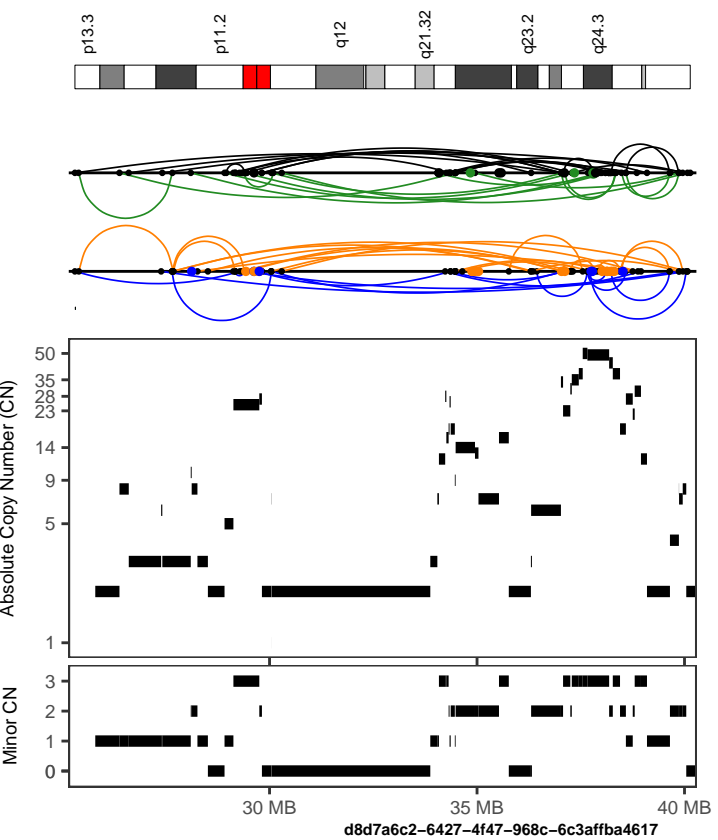 p13.3
p11.2
q12
q21.32
q23.2
q24.3
Absolute Copy Number (CN)
50
35
28
23
14
9
5
1
Minor CN
3
2
1
0
30 MB
35 MB
40 MB
d8d7a6c2−6427−4f47−968c−6c3affba4617